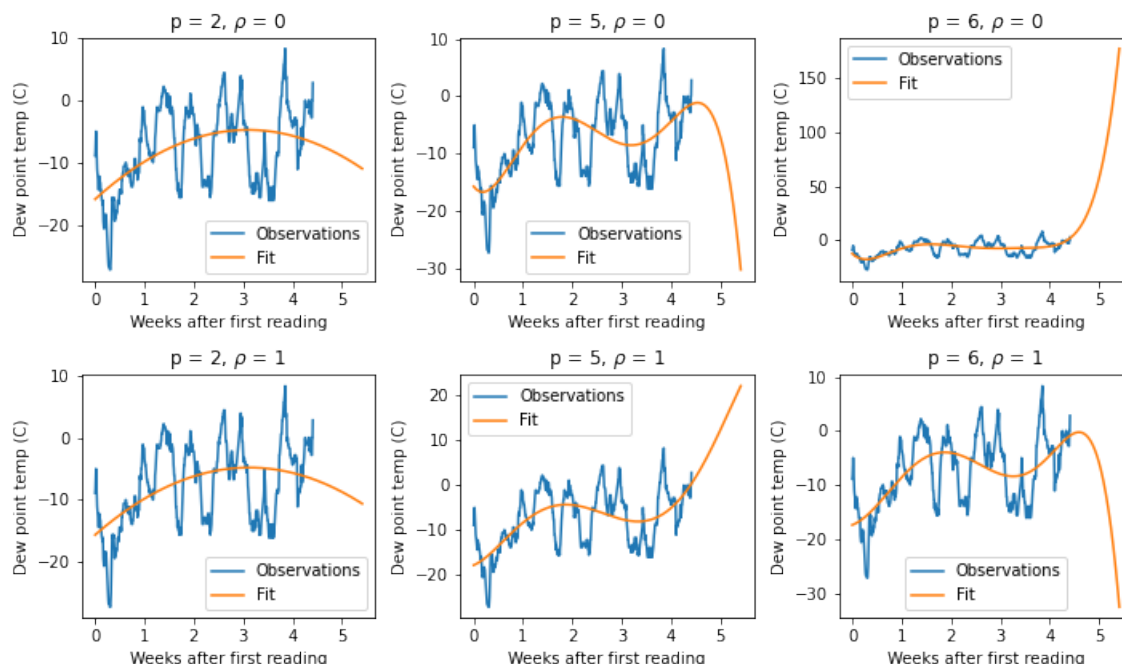 p = 2, ρ = 0
Dew point temp (C)
10
0
−10
−20
Observations
Fit
0 1 2 3 4 5
Weeks after first reading
p = 5, ρ = 0
Dew point temp (C)
10
0
−10
−20
−30
Observations
Fit
0 1 2 3 4 5
Weeks after first reading
p = 6, ρ = 0
Dew point temp (C)
150
100
50
0
Observations
Fit
0 1 2 3 4 5
Weeks after first reading
p = 2, ρ = 1
Dew point temp (C)
10
0
−10
−20
Observations
Fit
0 1 2 3 4 5
Weeks after first reading
p = 5, ρ = 1
Dew point temp (C)
20
10
0
−10
−20
Observations
Fit
0 1 2 3 4 5
Weeks after first reading
p = 6, ρ = 1
Dew point temp (C)
10
0
−10
−20
−30
Observations
Fit
0 1 2 3 4 5
Weeks after first reading